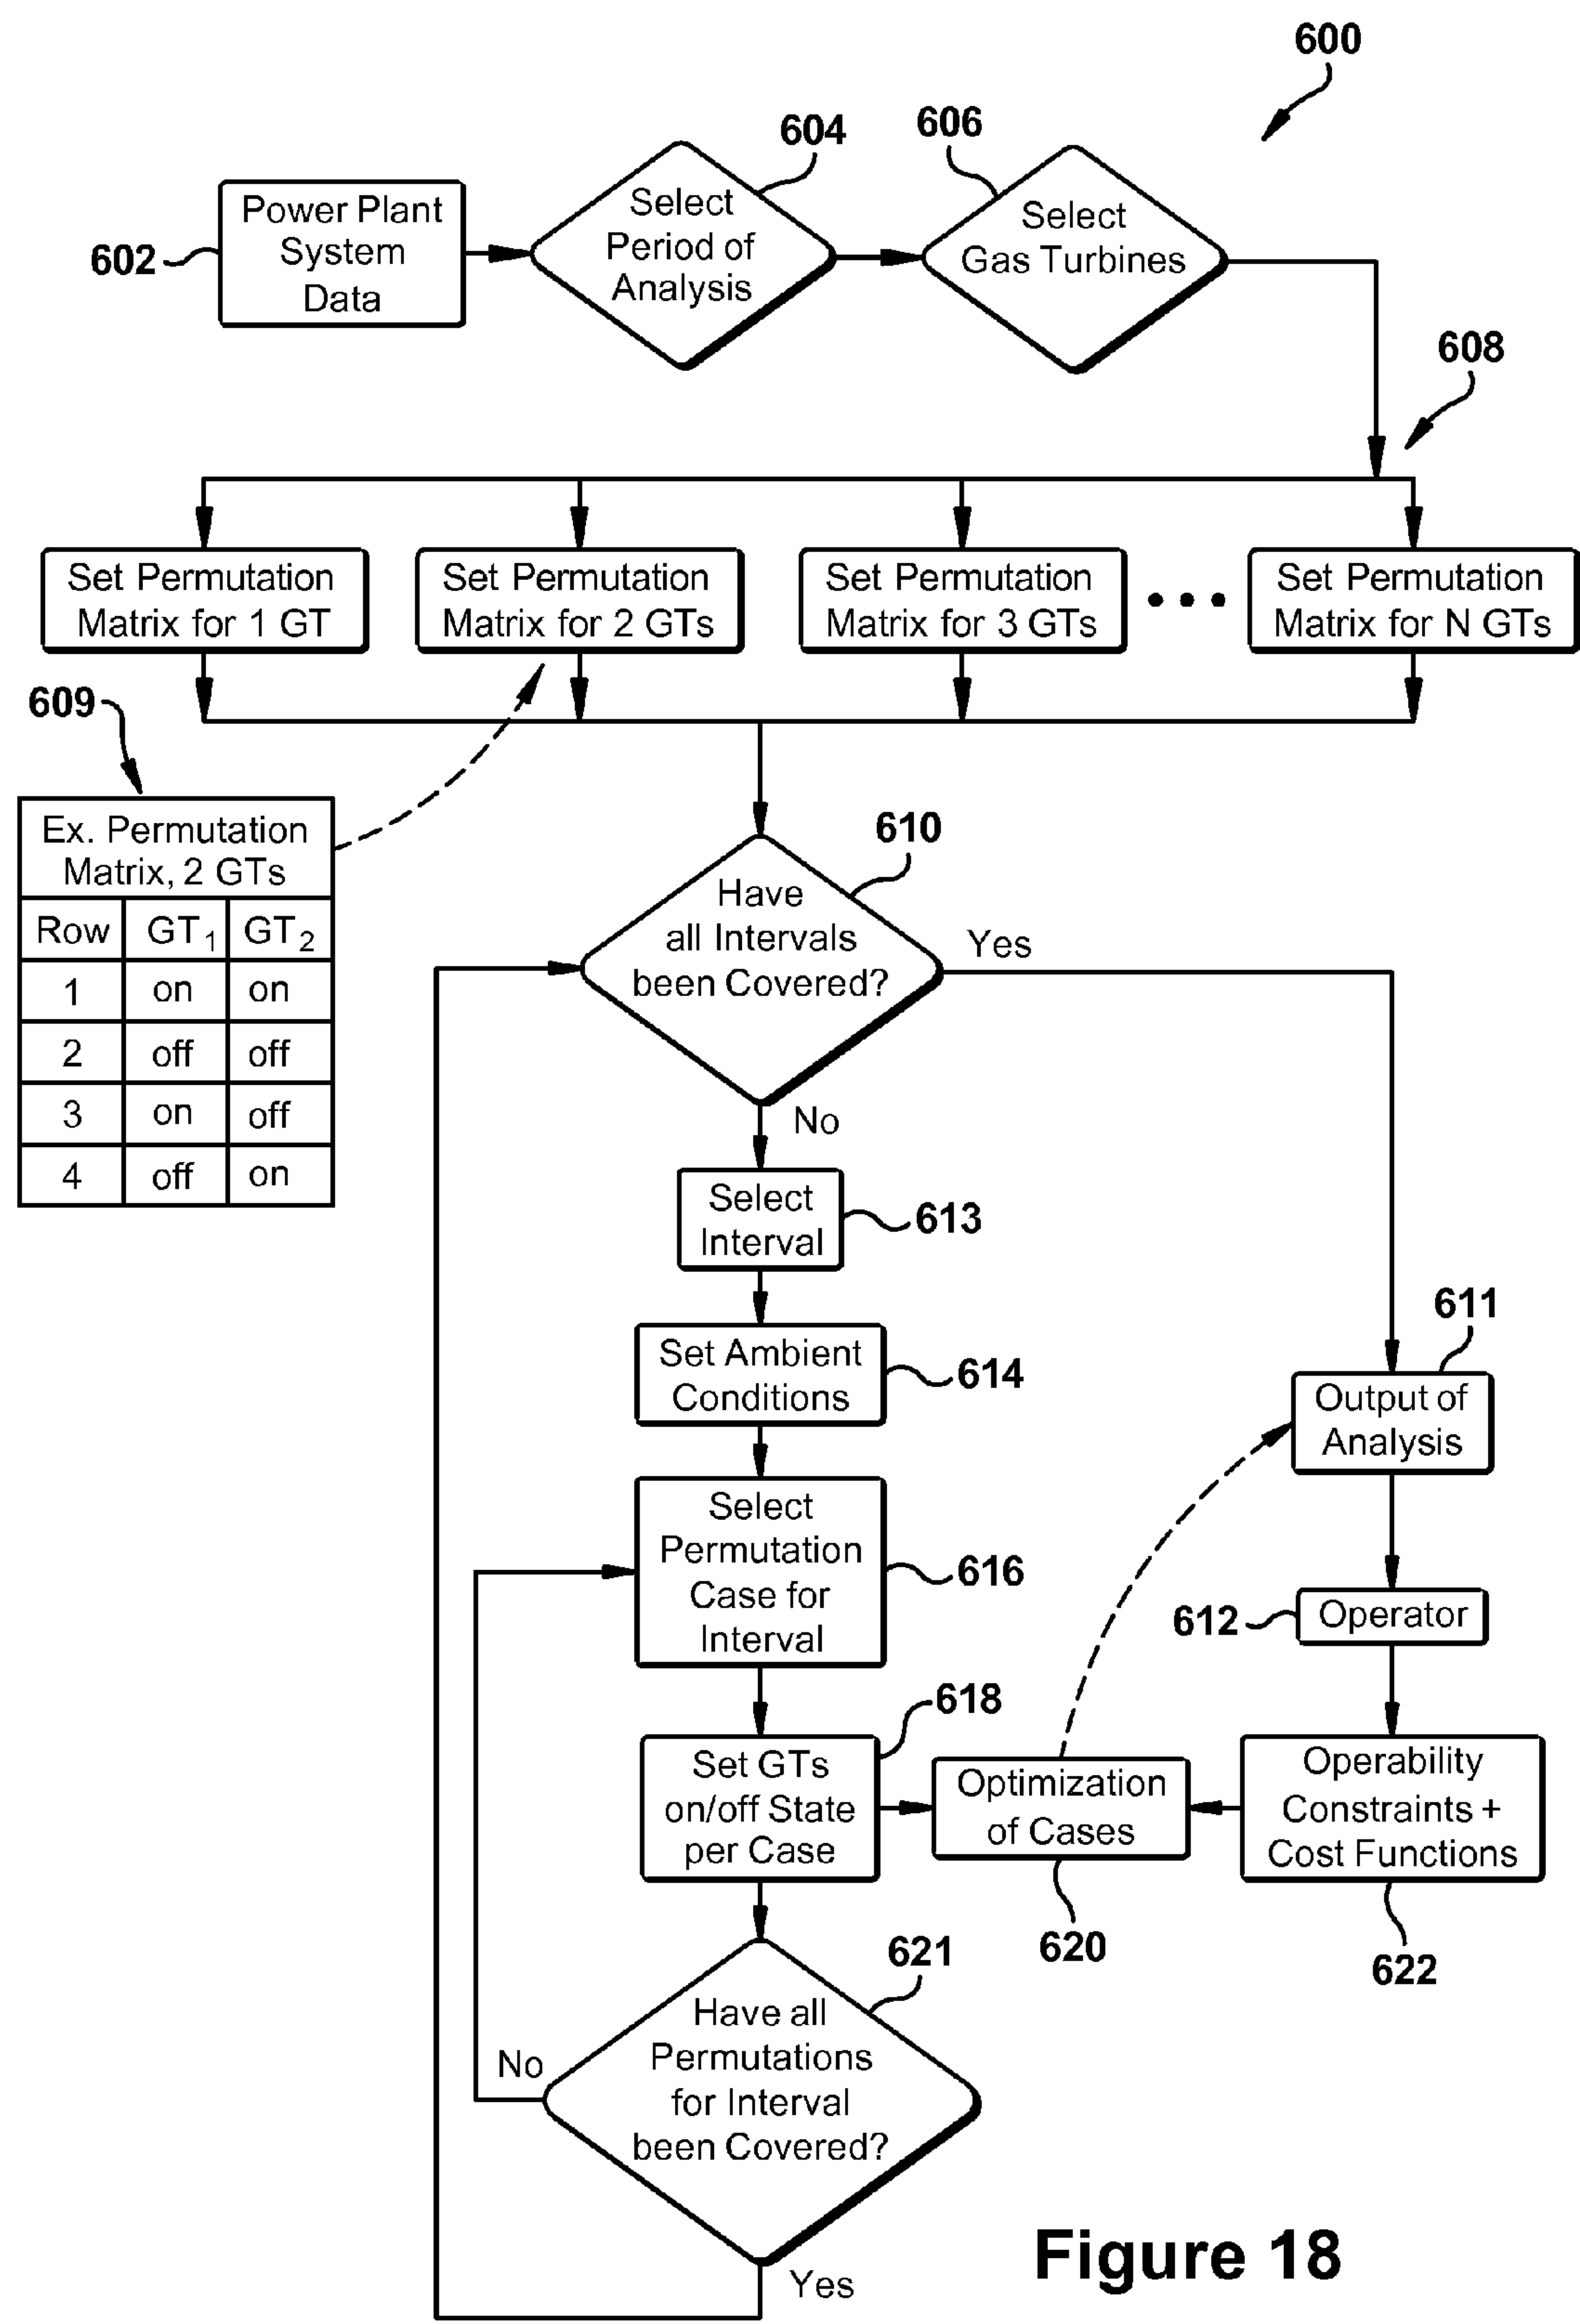 600
604
606
602
Power Plant
System
Data
Select
Period of
Analysis
Select
Gas Turbines
608
Set Permutation
Matrix for 1 GT
Set Permutation
Matrix for 2 GTs
Set Permutation
Matrix for 3 GTs
Set Permutation
Matrix for N GTs
609
Ex. Permutation
Matrix, 2 GTs
Row GT1 GT2
1 on on
2 off off
3 on off
4 off on
610
Have
all Intervals
been Covered?
Yes
No
Select
Interval
613
Set Ambient
Conditions
614
611
Output of
Analysis
Select
Permutation
Case for
Interval
616
612
Operator
618
Set GTs
on/off State
per Case
Optimization
of Cases
620
Operability
Constraints +
Cost Functions
622
621
Have all
Permutations
for Interval
been Covered?
No
Yes
Figure 18